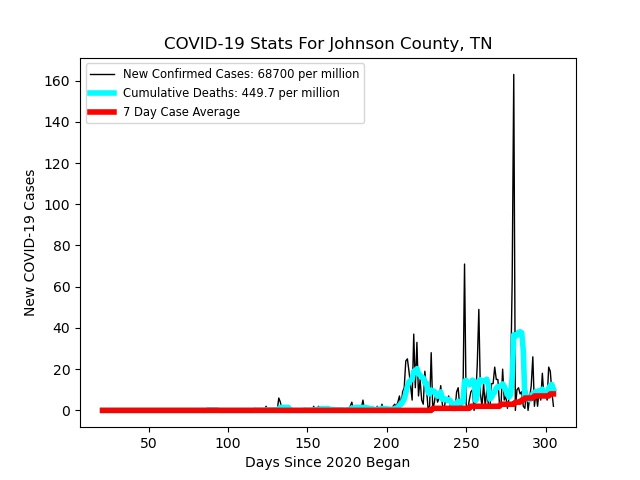 COVID-19 Stats For Johnson County, TN
New Confirmed Cases: 68700 per million
Cumulative Deaths: 449.7 per million
7 Day Case Average
New COVID-19 Cases
160
140
120
100
80
60
40
20
0
50 100 150 200 250 300
Days Since 2020 Began